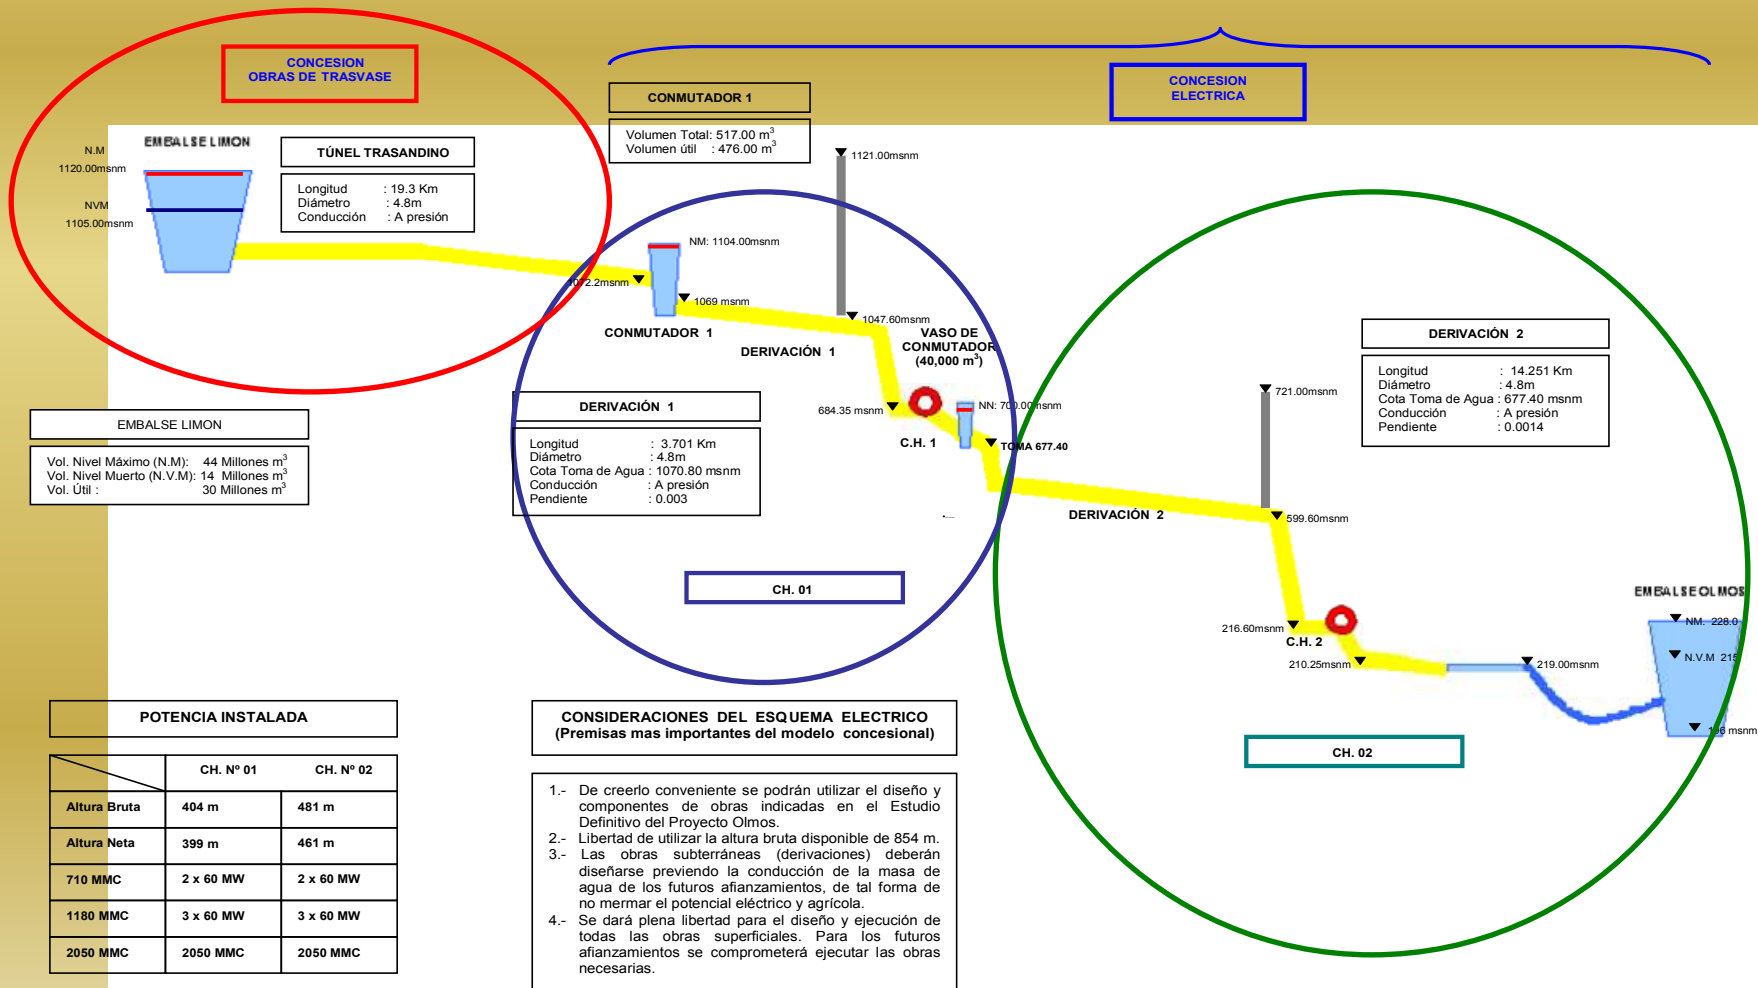 CONCESION
OBRAS DE TRASVASE
CONCESION
ELECTRICA
CONMUTADOR 1
Volumen Total: 517.00 m³
Volumen útil : 476.00 m³
EMBALSE LIMON
N.M
1120.00msnm
NVM
1105.00msnm
TÚNEL TRASANDINO
Longitud : 19.3 Km
Diámetro : 4.8m
Conducción : A presión
1121.00msnm
NM: 1104.00msnm
1072.2msnm
1069 msnm
1047.60msnm
CONMUTADOR 1
DERIVACIÓN 1
VASO DE
CONMUTADOR
(40,000 m³)
684.35 msnm
NN: 700.00msnm
C.H. 1
TOMA 677.40
DERIVACIÓN 1
Longitud : 3.701 Km
Diámetro : 4.8m
Cota Toma de Agua : 1070.80 msnm
Conducción : A presión
Pendiente : 0.003
EMBALSE LIMON
Vol. Nivel Máximo (N.M): 44 Millones m³
Vol. Nivel Muerto (N.V.M): 14 Millones m³
Vol. Útil : 30 Millones m³
DERIVACIÓN 2
Longitud : 14.251 Km
Diámetro : 4.8m
Cota Toma de Agua : 677.40 msnm
Conducción : A presión
Pendiente : 0.0014
721.00msnm
DERIVACIÓN 2
599.60msnm
CH. 01
EMBALSE OLMOS
NM. 228.0
N.V.M 215
196 msnm
216.60msnm
C.H. 2
210.25msnm
219.00msnm
CH. 02
POTENCIA INSTALADA
CH. Nº 01 CH. Nº 02
Altura Bruta 404 m 481 m
Altura Neta 399 m 461 m
710 MMC 2 x 60 MW 2 x 60 MW
1180 MMC 3 x 60 MW 3 x 60 MW
2050 MMC 2050 MMC 2050 MMC
CONSIDERACIONES DEL ESQUEMA ELECTRICO
(Premisas mas importantes del modelo concesional)
1.- De creerlo conveniente se podrán utilizar el diseño y
componentes de obras indicadas en el Estudio
Definitivo del Proyecto Olmos.
2.- Libertad de utilizar la altura bruta disponible de 854 m.
3.- Las obras subterráneas (derivaciones) deberán
diseñarse previendo la conducción de la masa de
agua de los futuros afianzamientos, de tal forma de
no mermar el potencial eléctrico y agrícola.
4.- Se dará plena libertad para el diseño y ejecución de
todas las obras superficiales. Para los futuros
afianzamientos se comprometerá ejecutar las obras
necesarias.